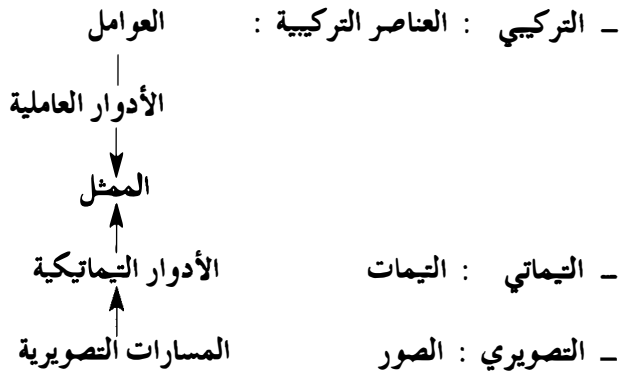 ـ التركيبي : العناصر التركيبية : العوامل
الأدوار العاملية
الممثل
ـ التيماتي : التيمات الأدوار التيماتيكية
ـ التصويري : الصور المسارات التصويرية